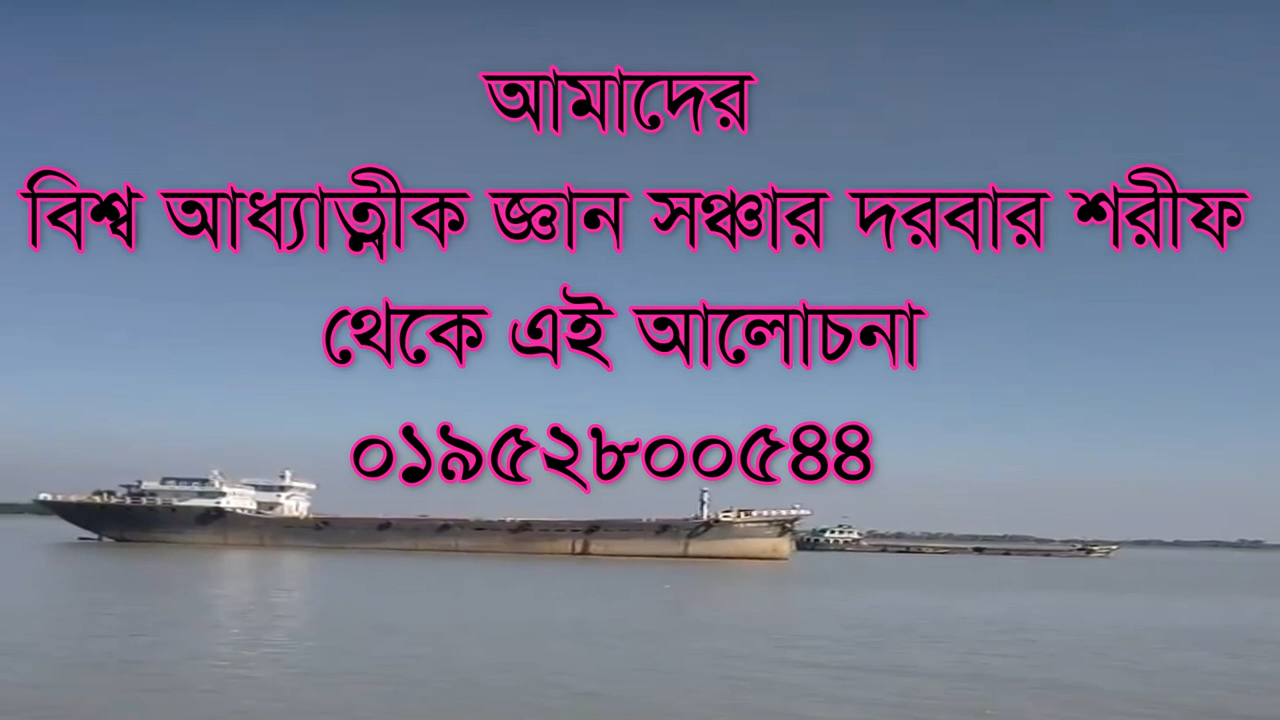 আমাদের
বিশ্ব আধ্যাত্নীক জ্ঞান সঞ্চার দরবার শরীফ
থেকে এই আলোচনা
০১৯৫২৮০০৫৪৪